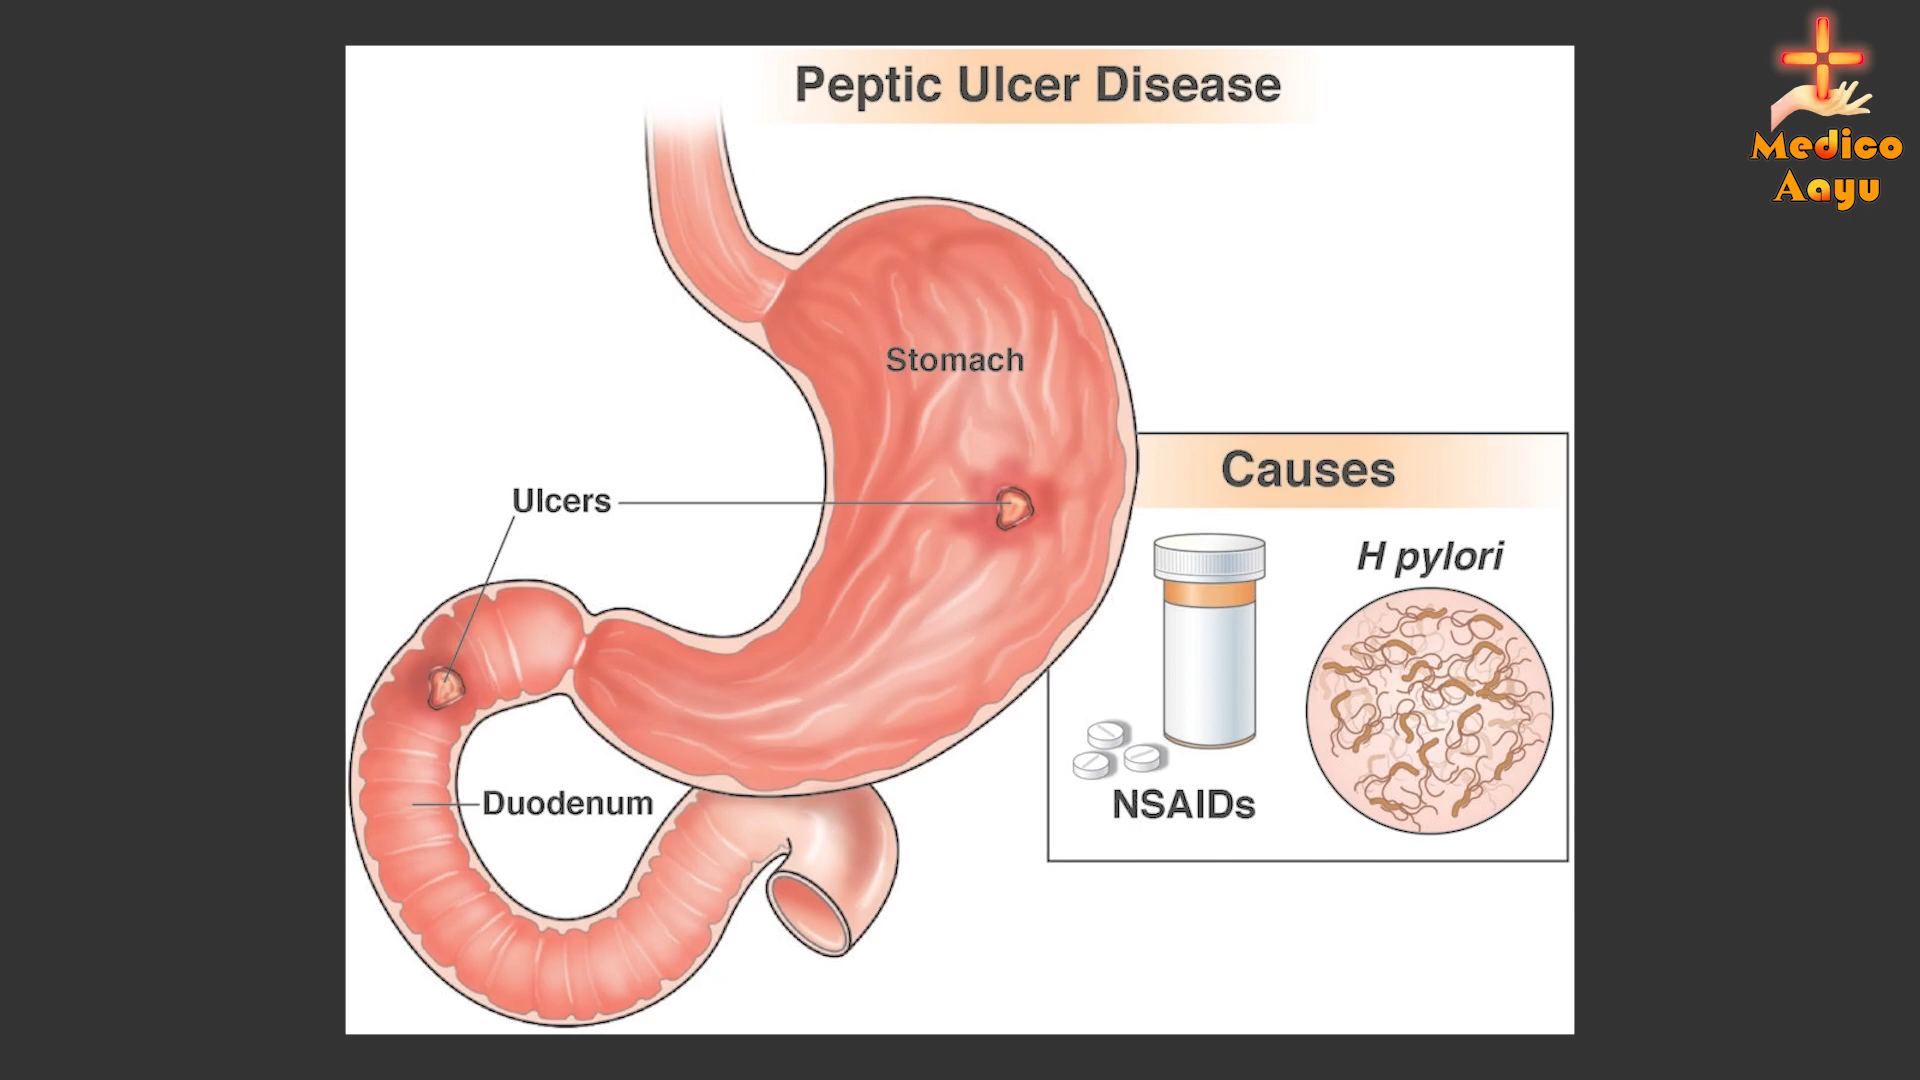 Peptic Ulcer Disease
Medico
Aayu
Stomach
Ulcers
Causes
H pylori
Duodenum
NSAIDs